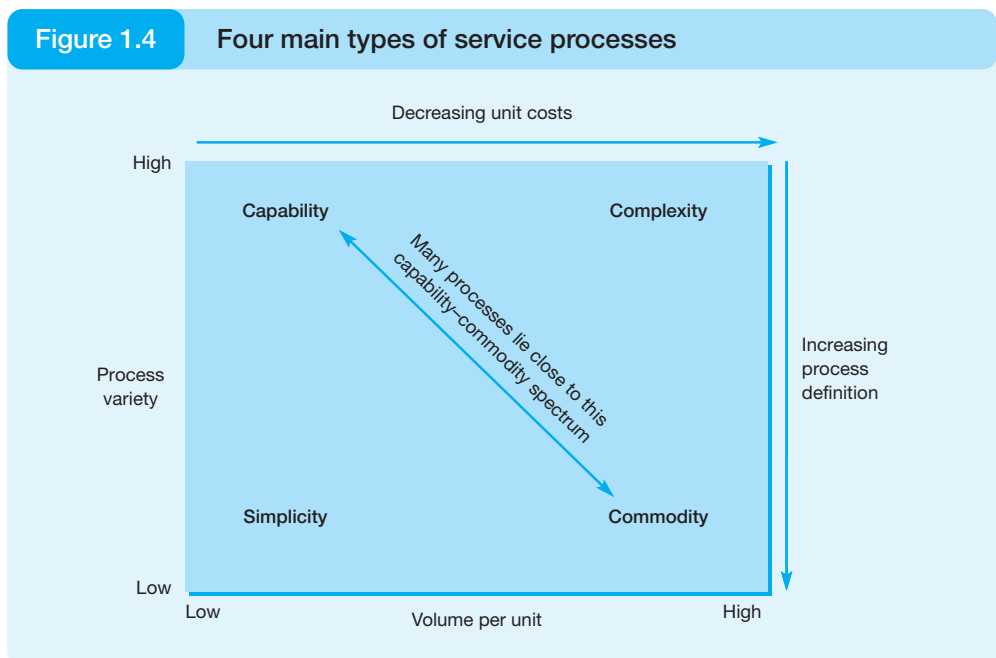 Figure 1.4
Four main types of service processes
Decreasing unit costs
High
Capability
Complexity
Many processes lie close to this
capability–commodity spectrum
Increasing
process
definition
Process
variety
Simplicity
Commodity
Low
Low
Volume per unit
High